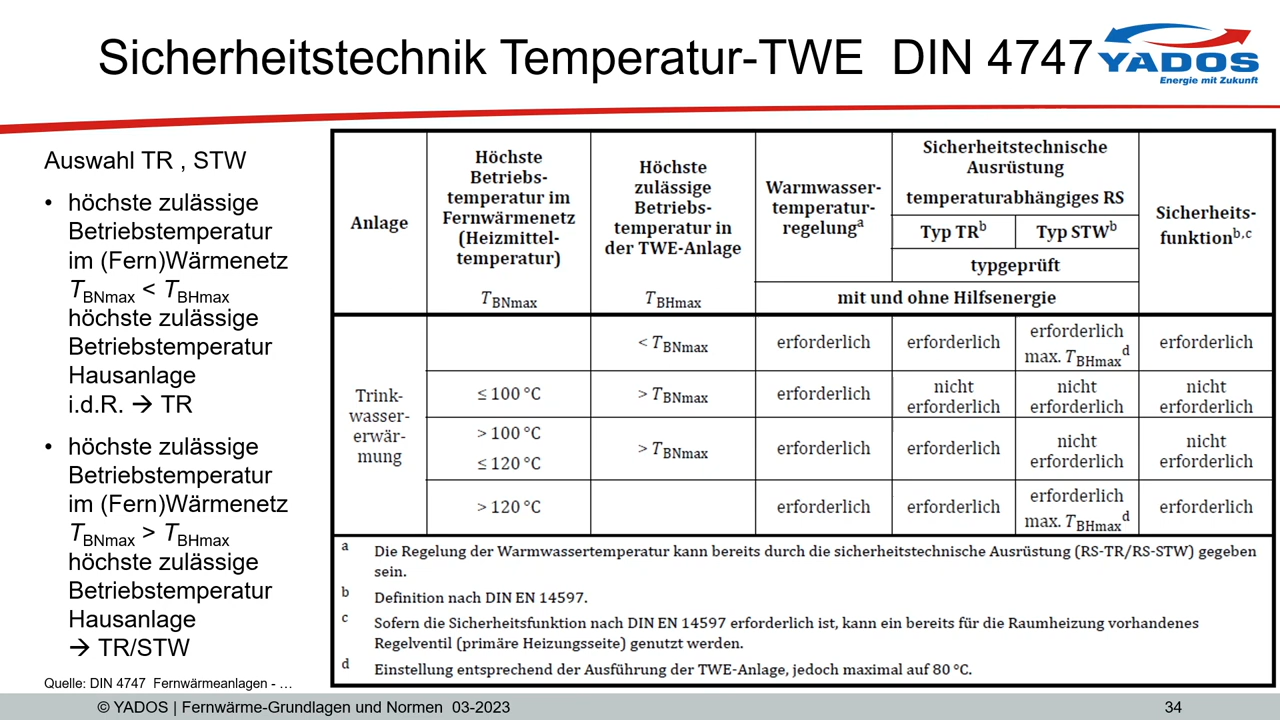 Sicherheitstechnik Temperatur-TWE DIN 4747
YADOS
Energie mit Zukunft
Auswahl TR , STW
• höchste zulässige
Betriebstemperatur
im (Fern)Wärmenetz
TBNmax < TBHmax
höchste zulässige
Betriebstemperatur
Hausanlage
i.d.R. → TR
• höchste zulässige
Betriebstemperatur
im (Fern)Wärmenetz
TBNmax > TBHmax
höchste zulässige
Betriebstemperatur
Hausanlage
→ TR/STW
Quelle: DIN 4747 Fernwärmeanlagen - …
Anlage
Höchste
Betriebs-
temperatur im
Fernwärmenetz
(Heizmittel-
temperatur)
TBNmax
Höchste
zulässige
Betriebs-
temperatur in
der TWE-Anlage
TBHmax
Warmwasser-
temperatur-
regelung a
Sicherheitstechnische
Ausrüstung
temperaturabhängiges RS
Typ TR b
Typ STW b
typgeprüft
mit und ohne Hilfsenergie
Sicherheits-
funktion b,c
Trink-
wasser-
erwär-
mung
< TBNmax
erforderlich
erforderlich
erforderlich
max. TBHmax d
erforderlich
≤ 100 °C
> TBNmax
erforderlich
nicht
erforderlich
nicht
erforderlich
nicht
erforderlich
> 100 °C
≤ 120 °C
> TBNmax
erforderlich
erforderlich
nicht
erforderlich
nicht
erforderlich
> 120 °C
erforderlich
erforderlich
erforderlich
max. TBHmax d
erforderlich
a Die Regelung der Warmwassertemperatur kann bereits durch die sicherheitstechnische Ausrüstung (RS-TR/RS-STW) gegeben
sein.
b Definition nach DIN EN 14597.
c Sofern die Sicherheitsfunktion nach DIN EN 14597 erforderlich ist, kann ein bereits für die Raumheizung vorhandenes
Regelventil (primäre Heizungsseite) genutzt werden.
d Einstellung entsprechend der Ausführung der TWE-Anlage, jedoch maximal auf 80 °C.
© YADOS | Fernwärme-Grundlagen und Normen 03-2023
34